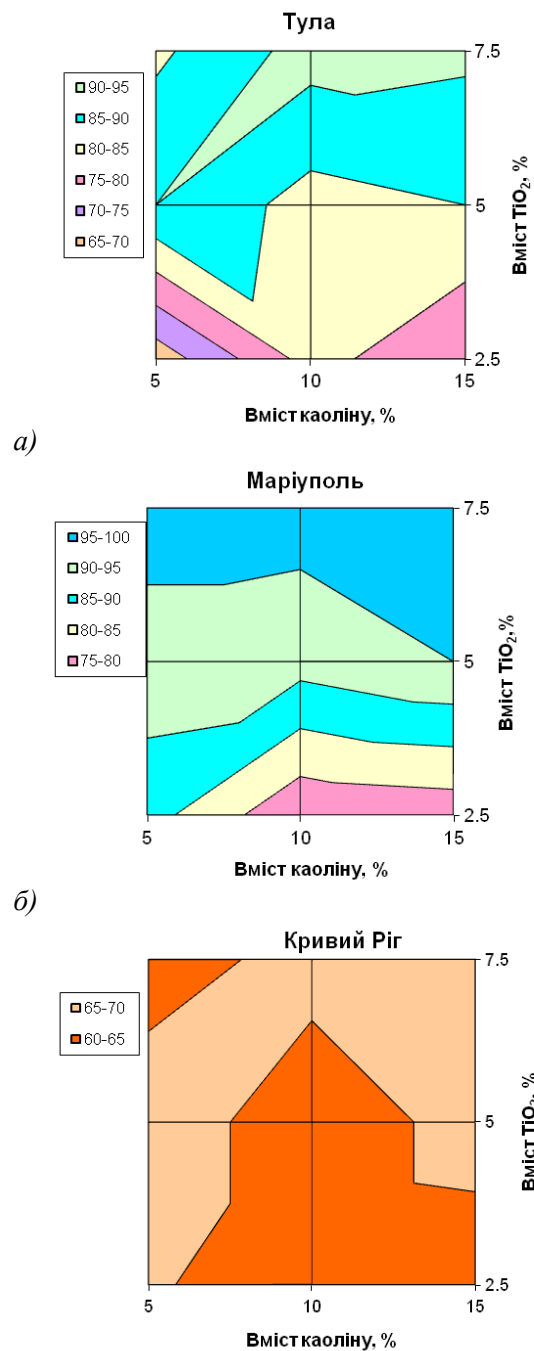 Тула
90-95
85-90
80-85
75-80
70-75
65-70
7.5
5
2.5
Вміст TiO₂, %
5 10 15
Вміст каоліну, %
а)
Маріуполь
95-100
90-95
85-90
80-85
75-80
7.5
5
2.5
Вміст TiO₂,%
5 10 15
Вміст каоліну, %
б)
Кривий Ріг
65-70
60-65
7.5
5
2.5
Вміст TiO₂, %
5 10 15
Вміст каоліну, %